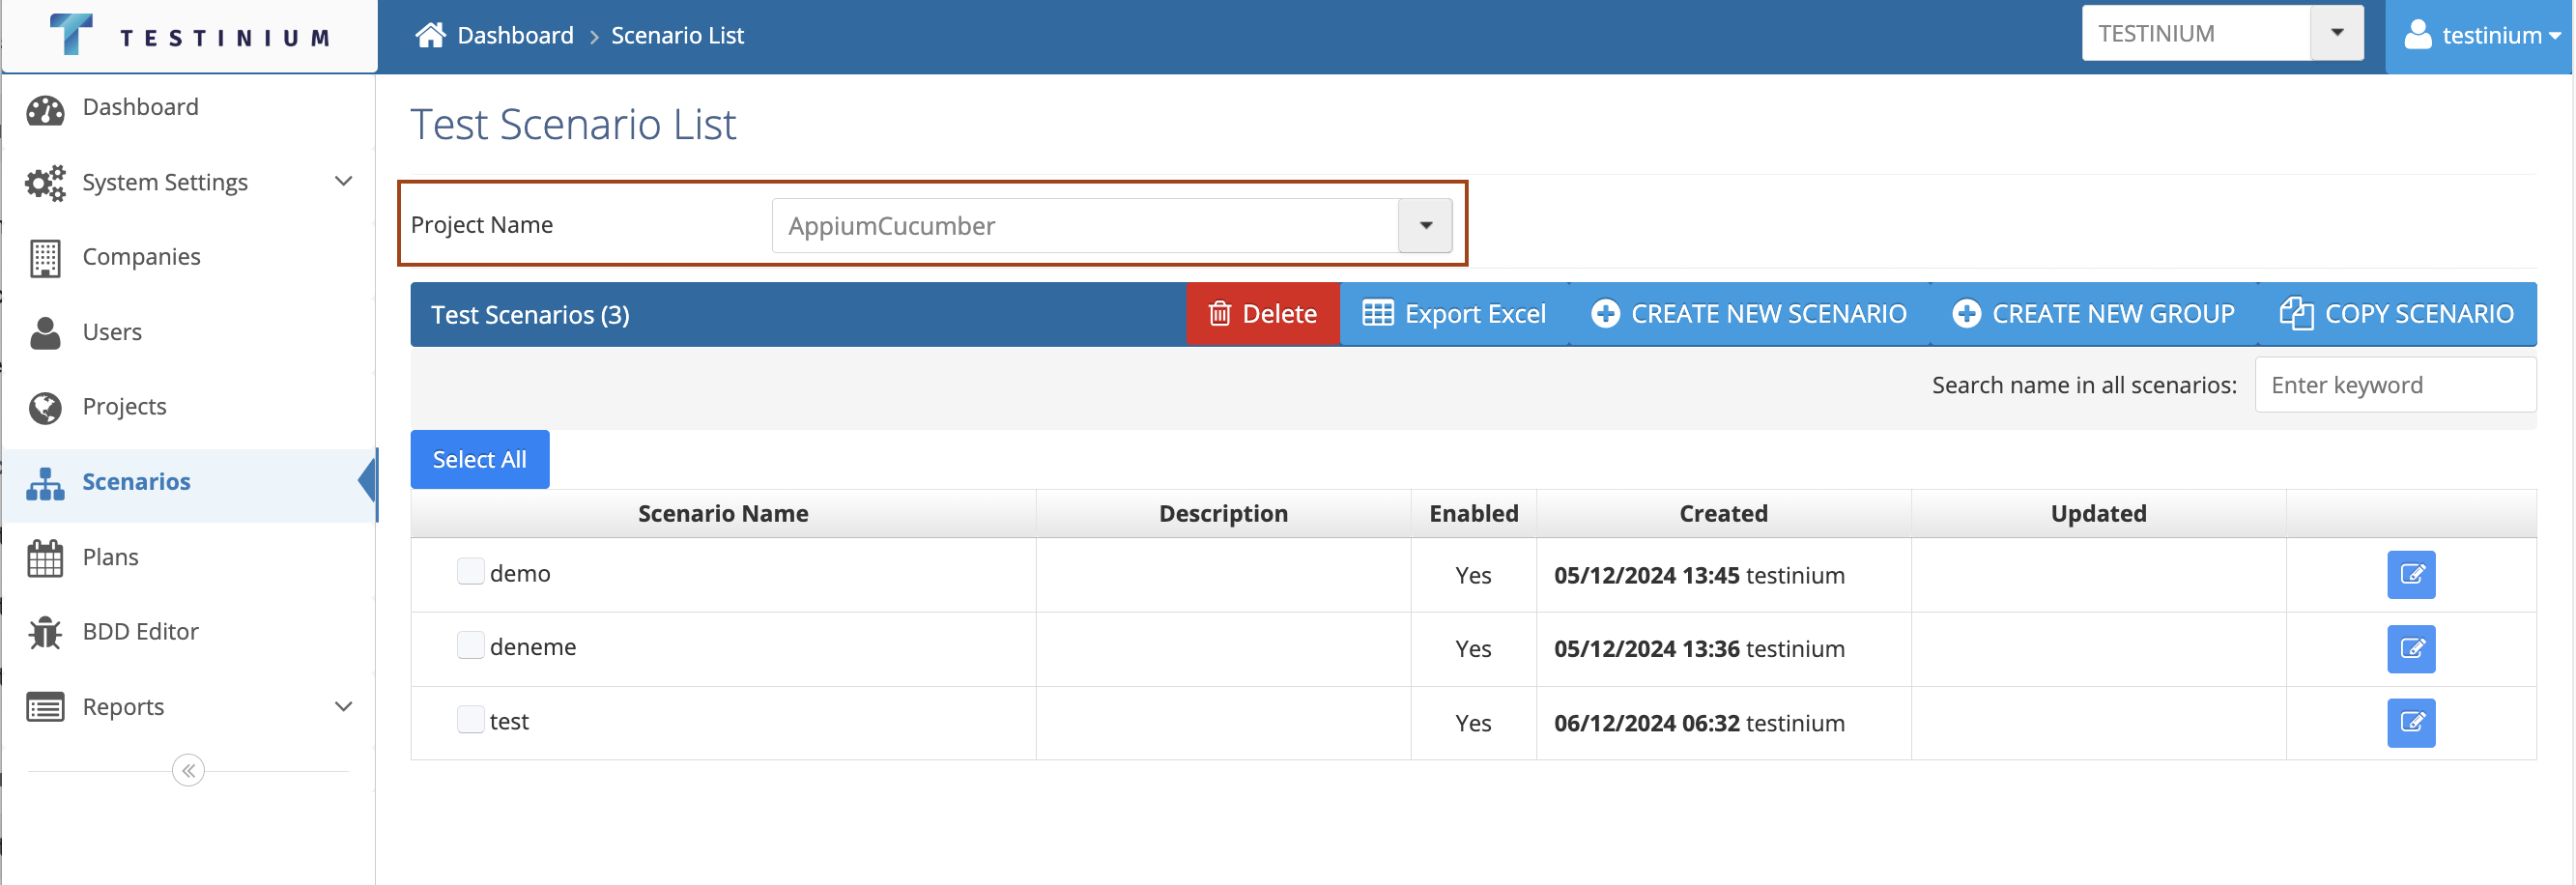 TESTINIUM
Dashboard > Scenario List
TESTINIUM
testinium
Dashboard
System Settings
Companies
Users
Projects
Scenarios
Plans
BDD Editor
Reports
Test Scenario List
Project Name AppiumCucumber
Test Scenarios (3) Delete Export Excel CREATE NEW SCENARIO CREATE NEW GROUP COPY SCENARIO
Search name in all scenarios: Enter keyword
Select All
Scenario Name Description Enabled Created Updated
demo Yes 05/12/2024 13:45 testinium
deneme Yes 05/12/2024 13:36 testinium
test Yes 06/12/2024 06:32 testinium